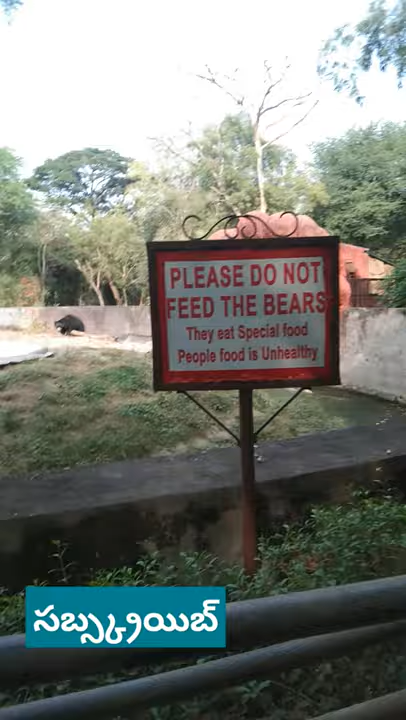 PLEASE DO NOT
FEED THE BEARS
They eat Special food
People food is Unhealthy
సబ్స్క్రయిబ్